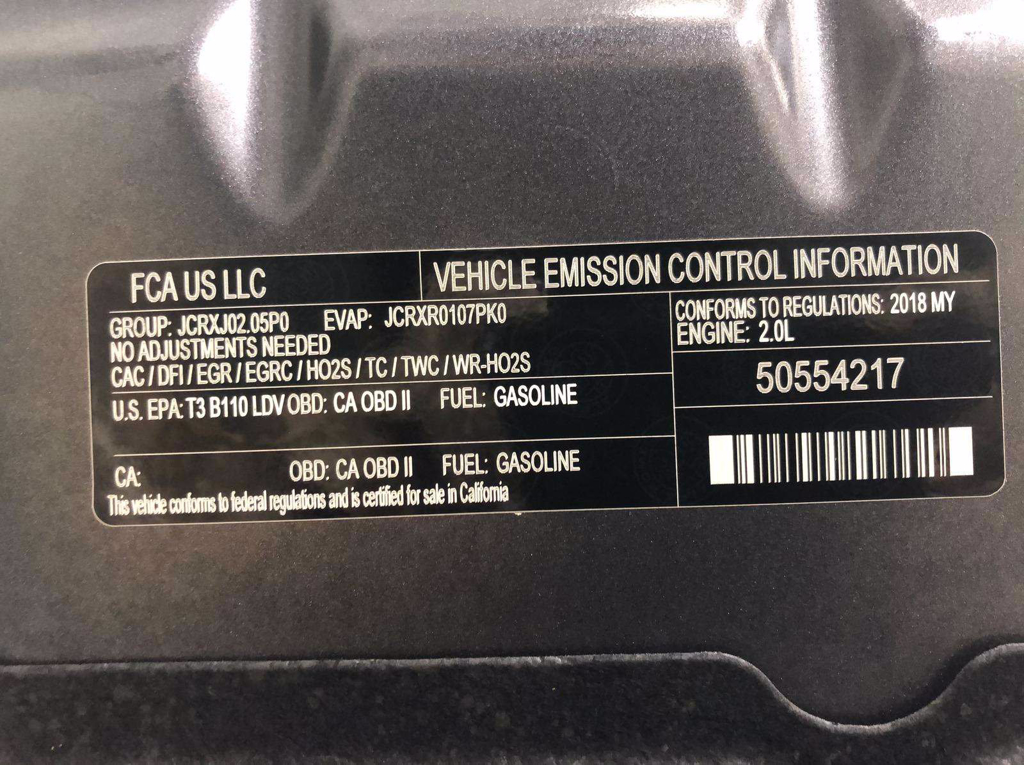 FCA US LLC
VEHICLE EMISSION CONTROL INFORMATION
GROUP: JCRXJ02.05P0 EVAP: JCRXR0107PK0
NO ADJUSTMENTS NEEDED
CAC / DFI / EGR / EGRC / HO2S / TC / TWC / WR-HO2S
CONFORMS TO REGULATIONS: 2018 MY
ENGINE: 2.0L
U.S. EPA: T3 B110 LDV OBD: CA OBD II FUEL: GASOLINE
50554217
CA: OBD: CA OBD II FUEL: GASOLINE
This vehicle conforms to federal regulations and is certified for sale in California